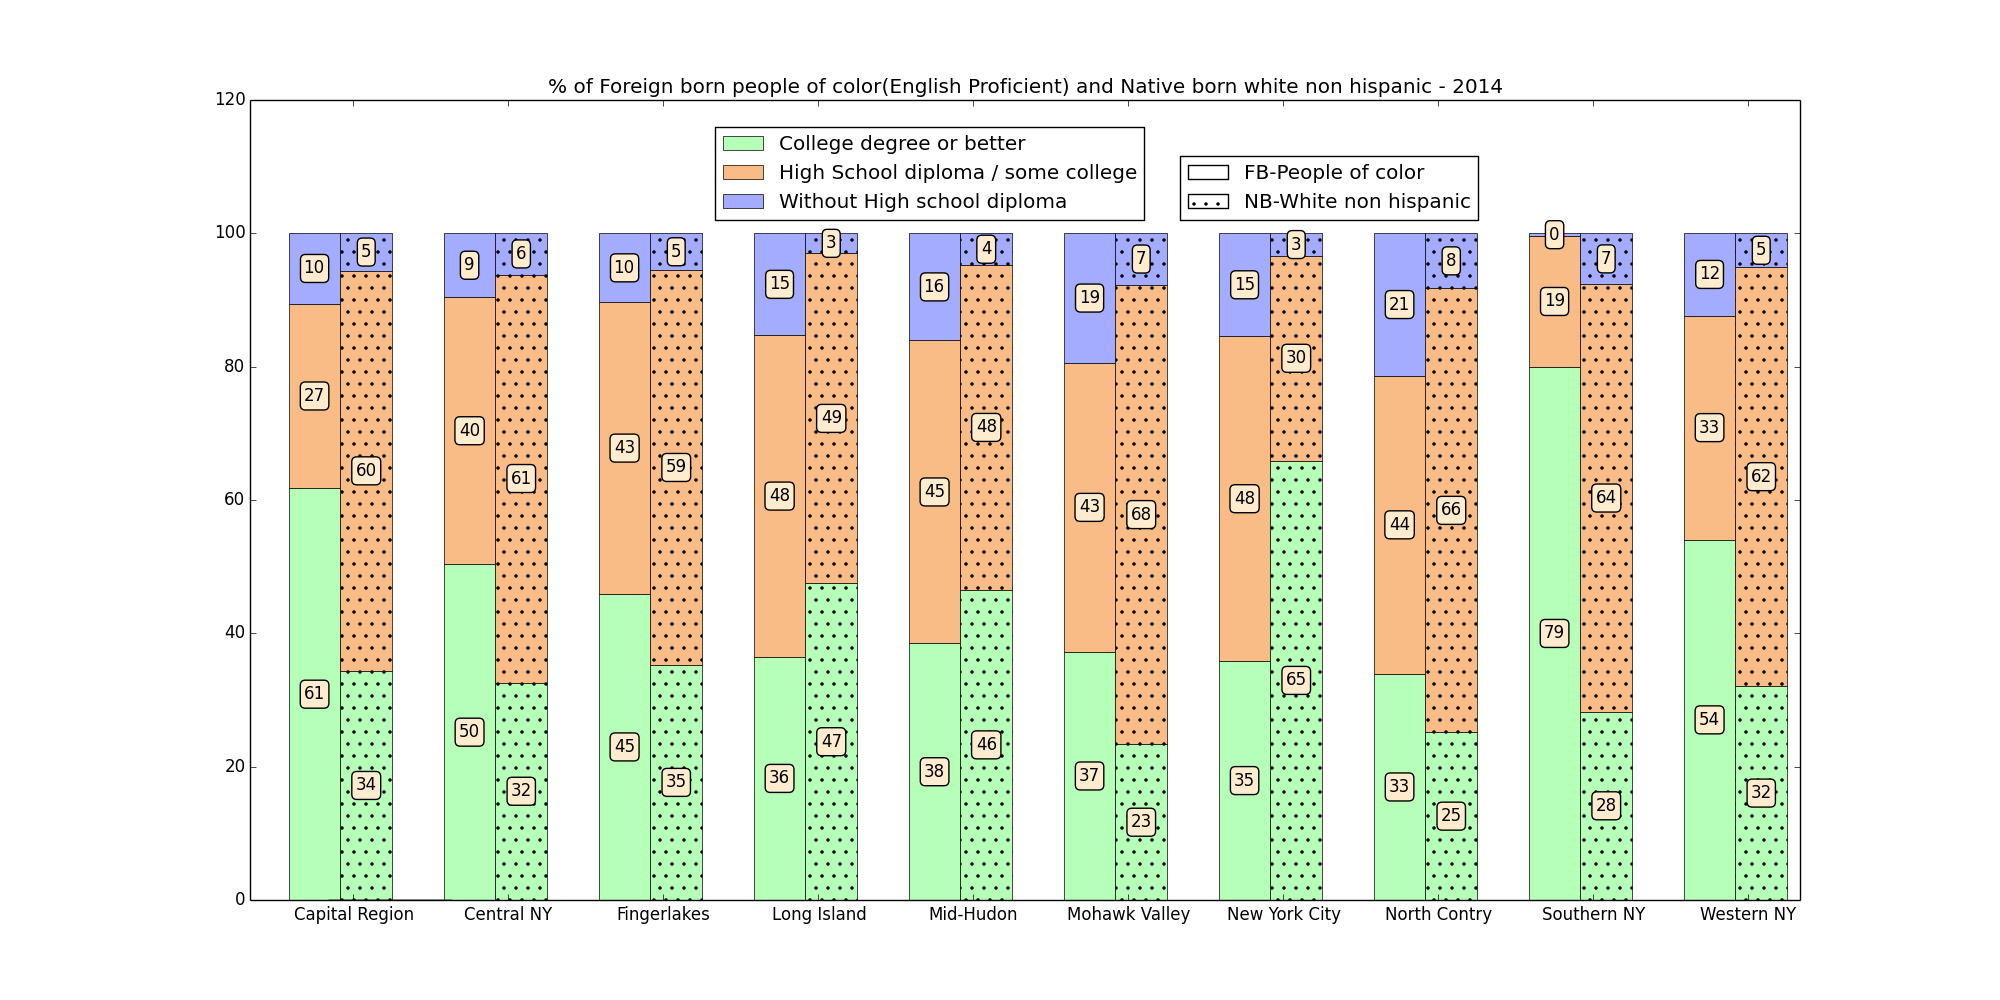 % of Foreign born people of color(English Proficient) and Native born white non hispanic - 2014
120
100
80
60
40
20
0
College degree or better
High School diploma / some college
Without High school diploma
FB-People of color
NB-White non hispanic
10 5 9 6 10 5 15 3 16 4 19 7 15 3 21 8 0 7 12 5
27 60 40 61 43 59 48 49 45 48 43 68 48 30 44 66 19 64 33 62
61 34 50 32 45 35 36 47 38 46 37 23 35 65 33 25 79 28 54 32
Capital Region Central NY Fingerlakes Long Island Mid-Hudon Mohawk Valley New York City North Contry Southern NY Western NY